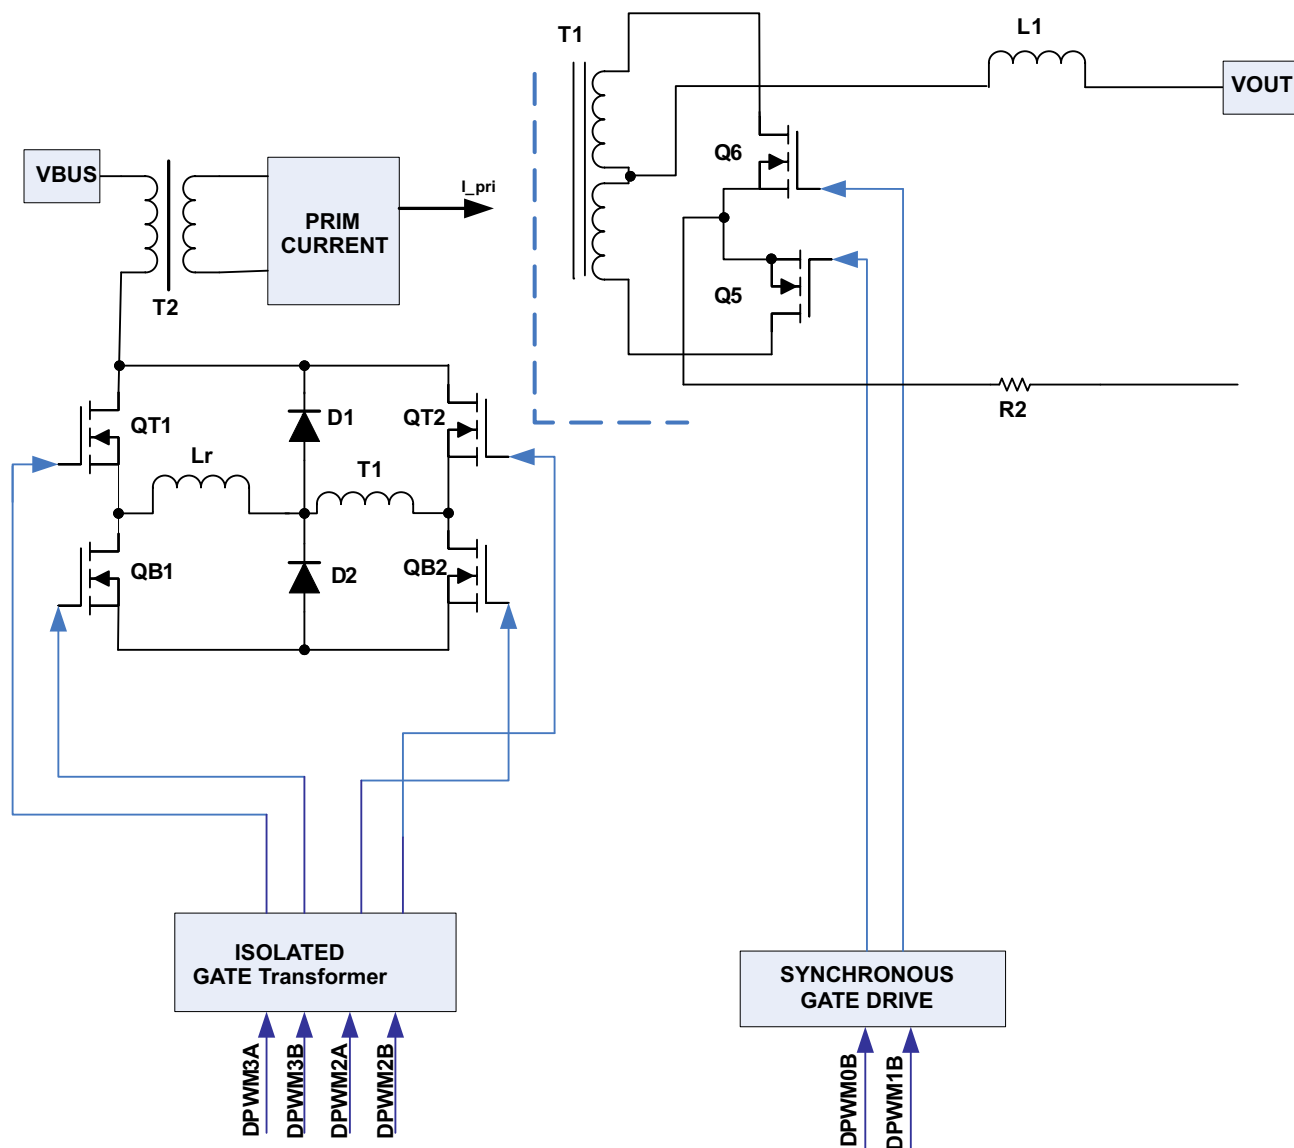 T1
L1
VOUT
Q6
VBUS
I_pri
PRIM
CURRENT
Q5
T2
R2
QT1
D1
QT2
Lr
T1
QB1
D2
QB2
ISOLATED
GATE Transformer
SYNCHRONOUS
GATE DRIVE
DPWM3A
DPWM3B
DPWM2A
DPWM2B
DPWM0B
DPWM1B